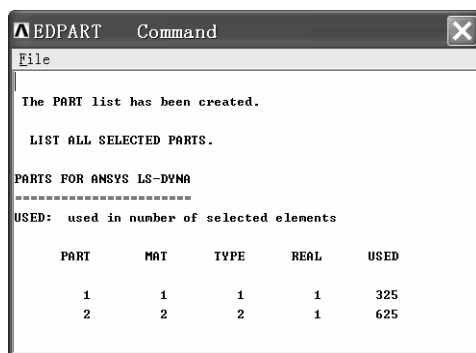 EDPART Command
File
The PART list has been created.
LIST ALL SELECTED PARTS.
PARTS FOR ANSYS LS-DYNA
-----------------------
USED: used in number of selected elements
PART MAT TYPE REAL USED
1 1 1 1 325
2 2 2 1 625